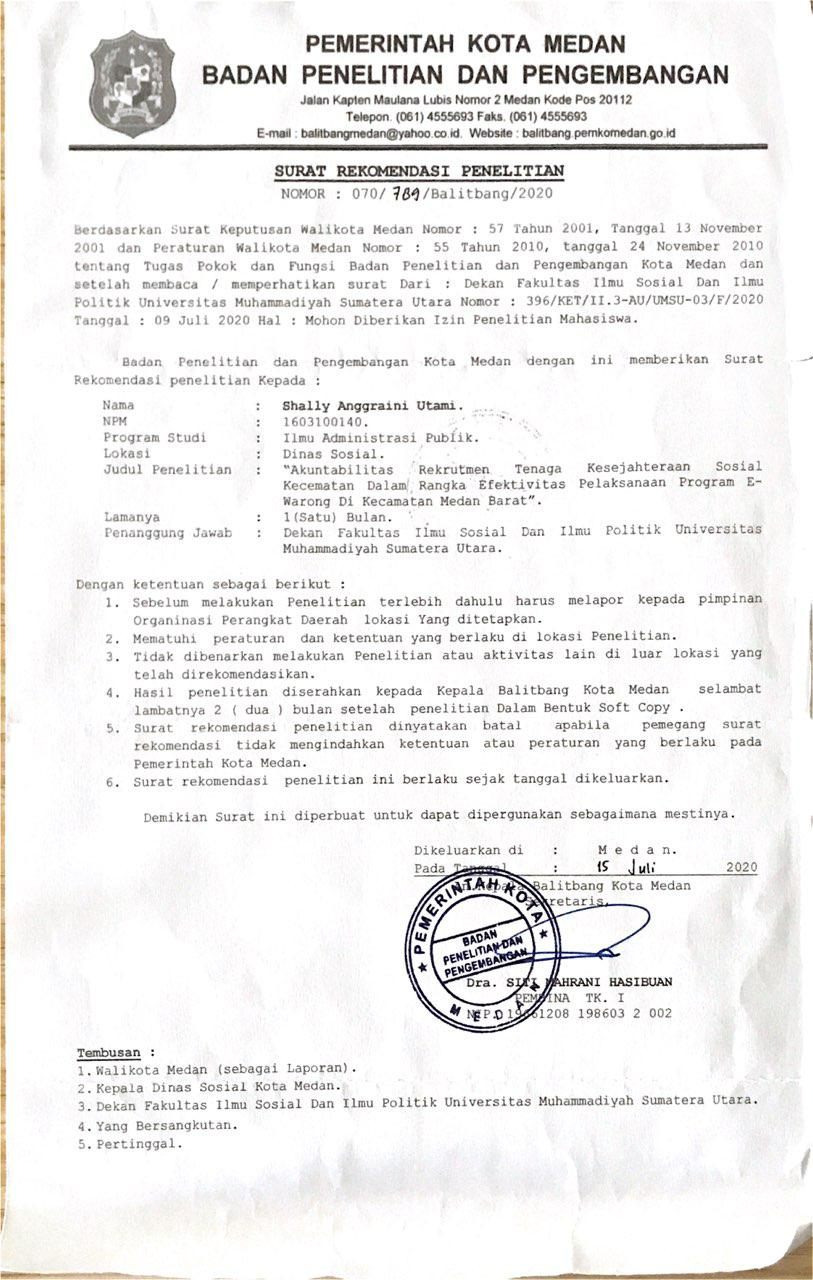 PEMERINTAH KOTA MEDAN
BADAN PENELITIAN DAN PENGEMBANGAN
Jalan Kapten Maulana Lubis Nomor 2 Medan Kode Pos 20112
Telepon. (061) 4555693 Faks. (061) 4555693
E-mail : balitbangmedan@yahoo.co.id. Website : balitbang.pemkomedan.go.id
SURAT REKOMENDASI PENELITIAN
NOMOR : 070/ 789 /Balitbang/2020
Berdasarkan Surat Keputusan Walikota Medan Nomor : 57 Tahun 2001, Tanggal 13 November
2001 dan Peraturan Walikota Medan Nomor : 55 Tahun 2010, tanggal 24 November 2010
tentang Tugas Pokok dan Fungsi Badan Penelitian dan Pengembangan Kota Medan dan
setelah membaca / memperhatikan surat Dari : Dekan Fakultas Ilmu Sosial Dan Ilmu
Politik Universitas Muhammadiyah Sumatera Utara Nomor : 396/KET/II.3-AU/UMSU-03/F/2020
Tanggal : 09 Juli 2020 Hal : Mohon Diberikan Izin Penelitian Mahasiswa.
Badan Penelitian dan Pengembangan Kota Medan dengan ini memberikan Surat
Rekomendasi penelitian Kepada :
Nama : Shally Anggraini Utami.
NPM : 1603100140.
Program Studi : Ilmu Administrasi Publik.
Lokasi : Dinas Sosial.
Judul Penelitian : "Akuntabilitas Rekrutmen Tenaga Kesejahteraan Sosial
Kecematan Dalam Rangka Efektivitas Pelaksanaan Program E-
Warong Di Kecamatan Medan Barat".
Lamanya : 1(Satu) Bulan.
Penanggung Jawab : Dekan Fakultas Ilmu Sosial Dan Ilmu Politik Universitas
Muhammadiyah Sumatera Utara.
Dengan ketentuan sebagai berikut :
1. Sebelum melakukan Penelitian terlebih dahulu harus melapor kepada pimpinan
Organinasi Perangkat Daerah lokasi Yang ditetapkan.
2. Mematuhi peraturan dan ketentuan yang berlaku di lokasi Penelitian.
3. Tidak dibenarkan melakukan Penelitian atau aktivitas lain di luar lokasi yang
telah direkomendasikan.
4. Hasil penelitian diserahkan kepada Kepala Balitbang Kota Medan selambat
lambatnya 2 ( dua ) bulan setelah penelitian Dalam Bentuk Soft Copy .
5. Surat rekomendasi penelitian dinyatakan batal apabila pemegang surat
rekomendasi tidak mengindahkan ketentuan atau peraturan yang berlaku pada
Pemerintah Kota Medan.
6. Surat rekomendasi penelitian ini berlaku sejak tanggal dikeluarkan.
Demikian Surat ini diperbuat untuk dapat dipergunakan sebagaimana mestinya.
Dikeluarkan di : M e d a n.
Pada Tanggal : 15 Juli 2020
Kepala Balitbang Kota Medan
Sekretaris,
PEMERINTAH KOTA
BADAN
PENELITIAN DAN
PENGEMBANGAN
MEDAN
Dra. SITI MAHRANI HASIBUAN
PEMBINA TK. I
NIP. 19661208 198603 2 002
Tembusan :
1. Walikota Medan (sebagai Laporan).
2. Kepala Dinas Sosial Kota Medan.
3. Dekan Fakultas Ilmu Sosial Dan Ilmu Politik Universitas Muhammadiyah Sumatera Utara.
4. Yang Bersangkutan.
5. Pertinggal.